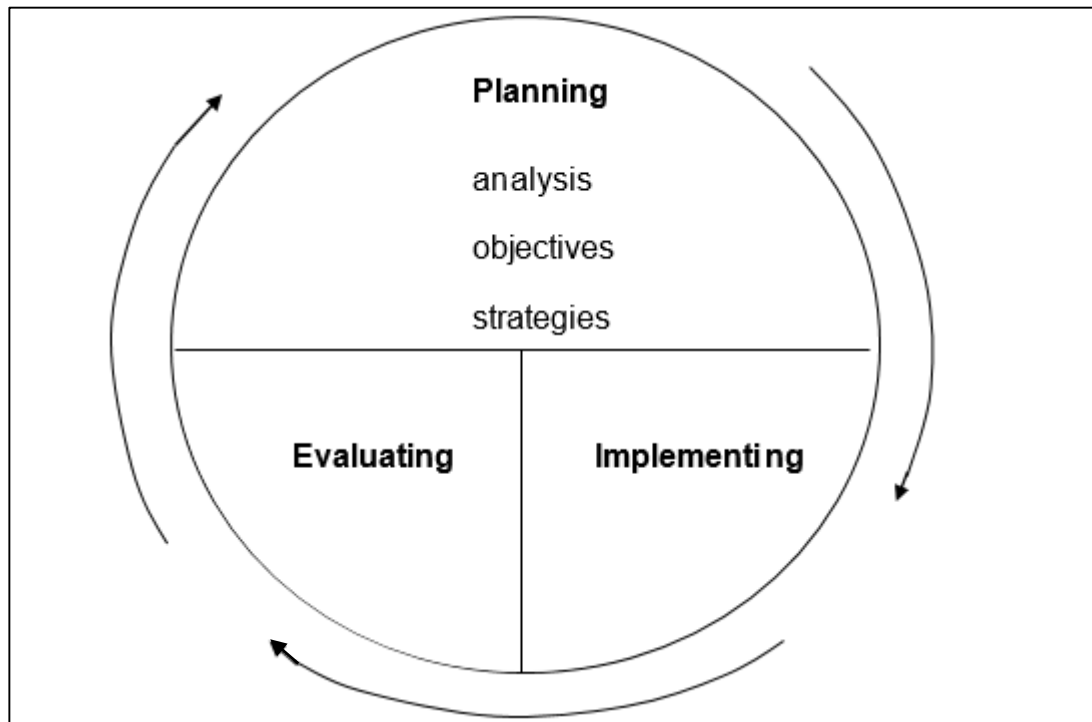 Planning
analysis
objectives
strategies
Evaluating
Implementing